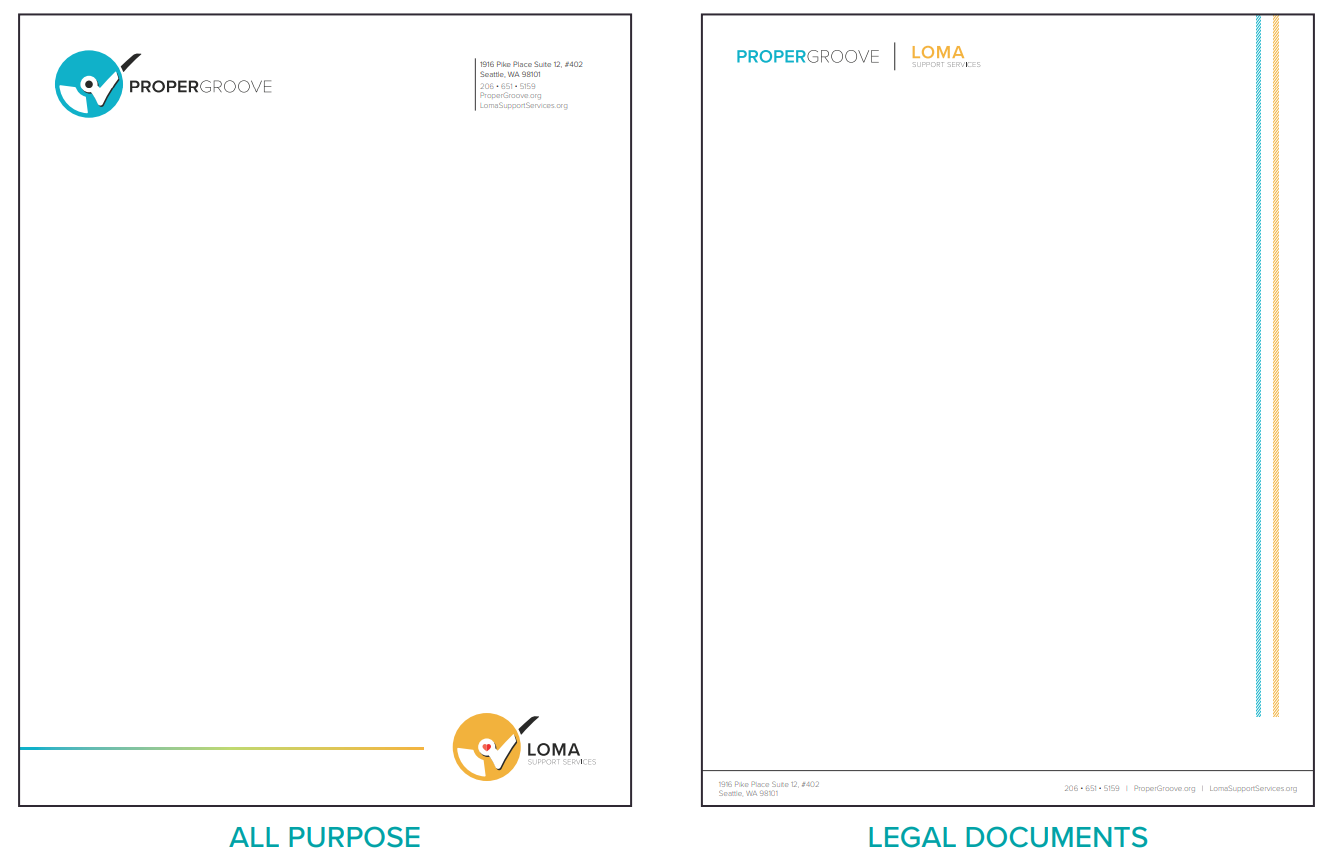 PROPERGROOVE
1916 Pike Place Suite 12, #402
Seattle, WA 98101
206 • 651 • 5159
ProperGroove.org
LomaSupportServices.org
LOMA
SUPPORT SERVICES
ALL PURPOSE
PROPERGROOVE | LOMA
SUPPORT SERVICES
1916 Pike Place Suite 12, #402
Seattle, WA 98101
206 • 651 • 5159 | ProperGroove.org | LomaSupportServices.org
LEGAL DOCUMENTS